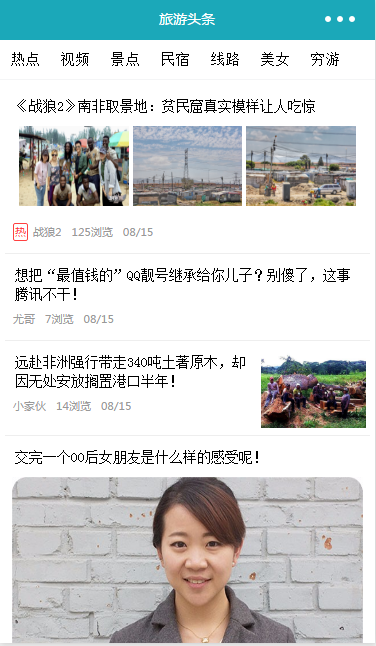 旅游头条
热点 视频 景点 民宿 线路 美女 穷游
《战狼2》南非取景地：贫民窟真实模样让人吃惊
热 战狼2 125浏览 08/15
想把“最值钱的”QQ靓号继承给你儿子？别傻了，这事
腾讯不干！
尤哥 7浏览 08/15
远赴非洲强行带走340吨土著原木，却
因无处安放搁置港口半年！
小家伙 14浏览 08/15
交完一个00后女朋友是什么样的感受呢！